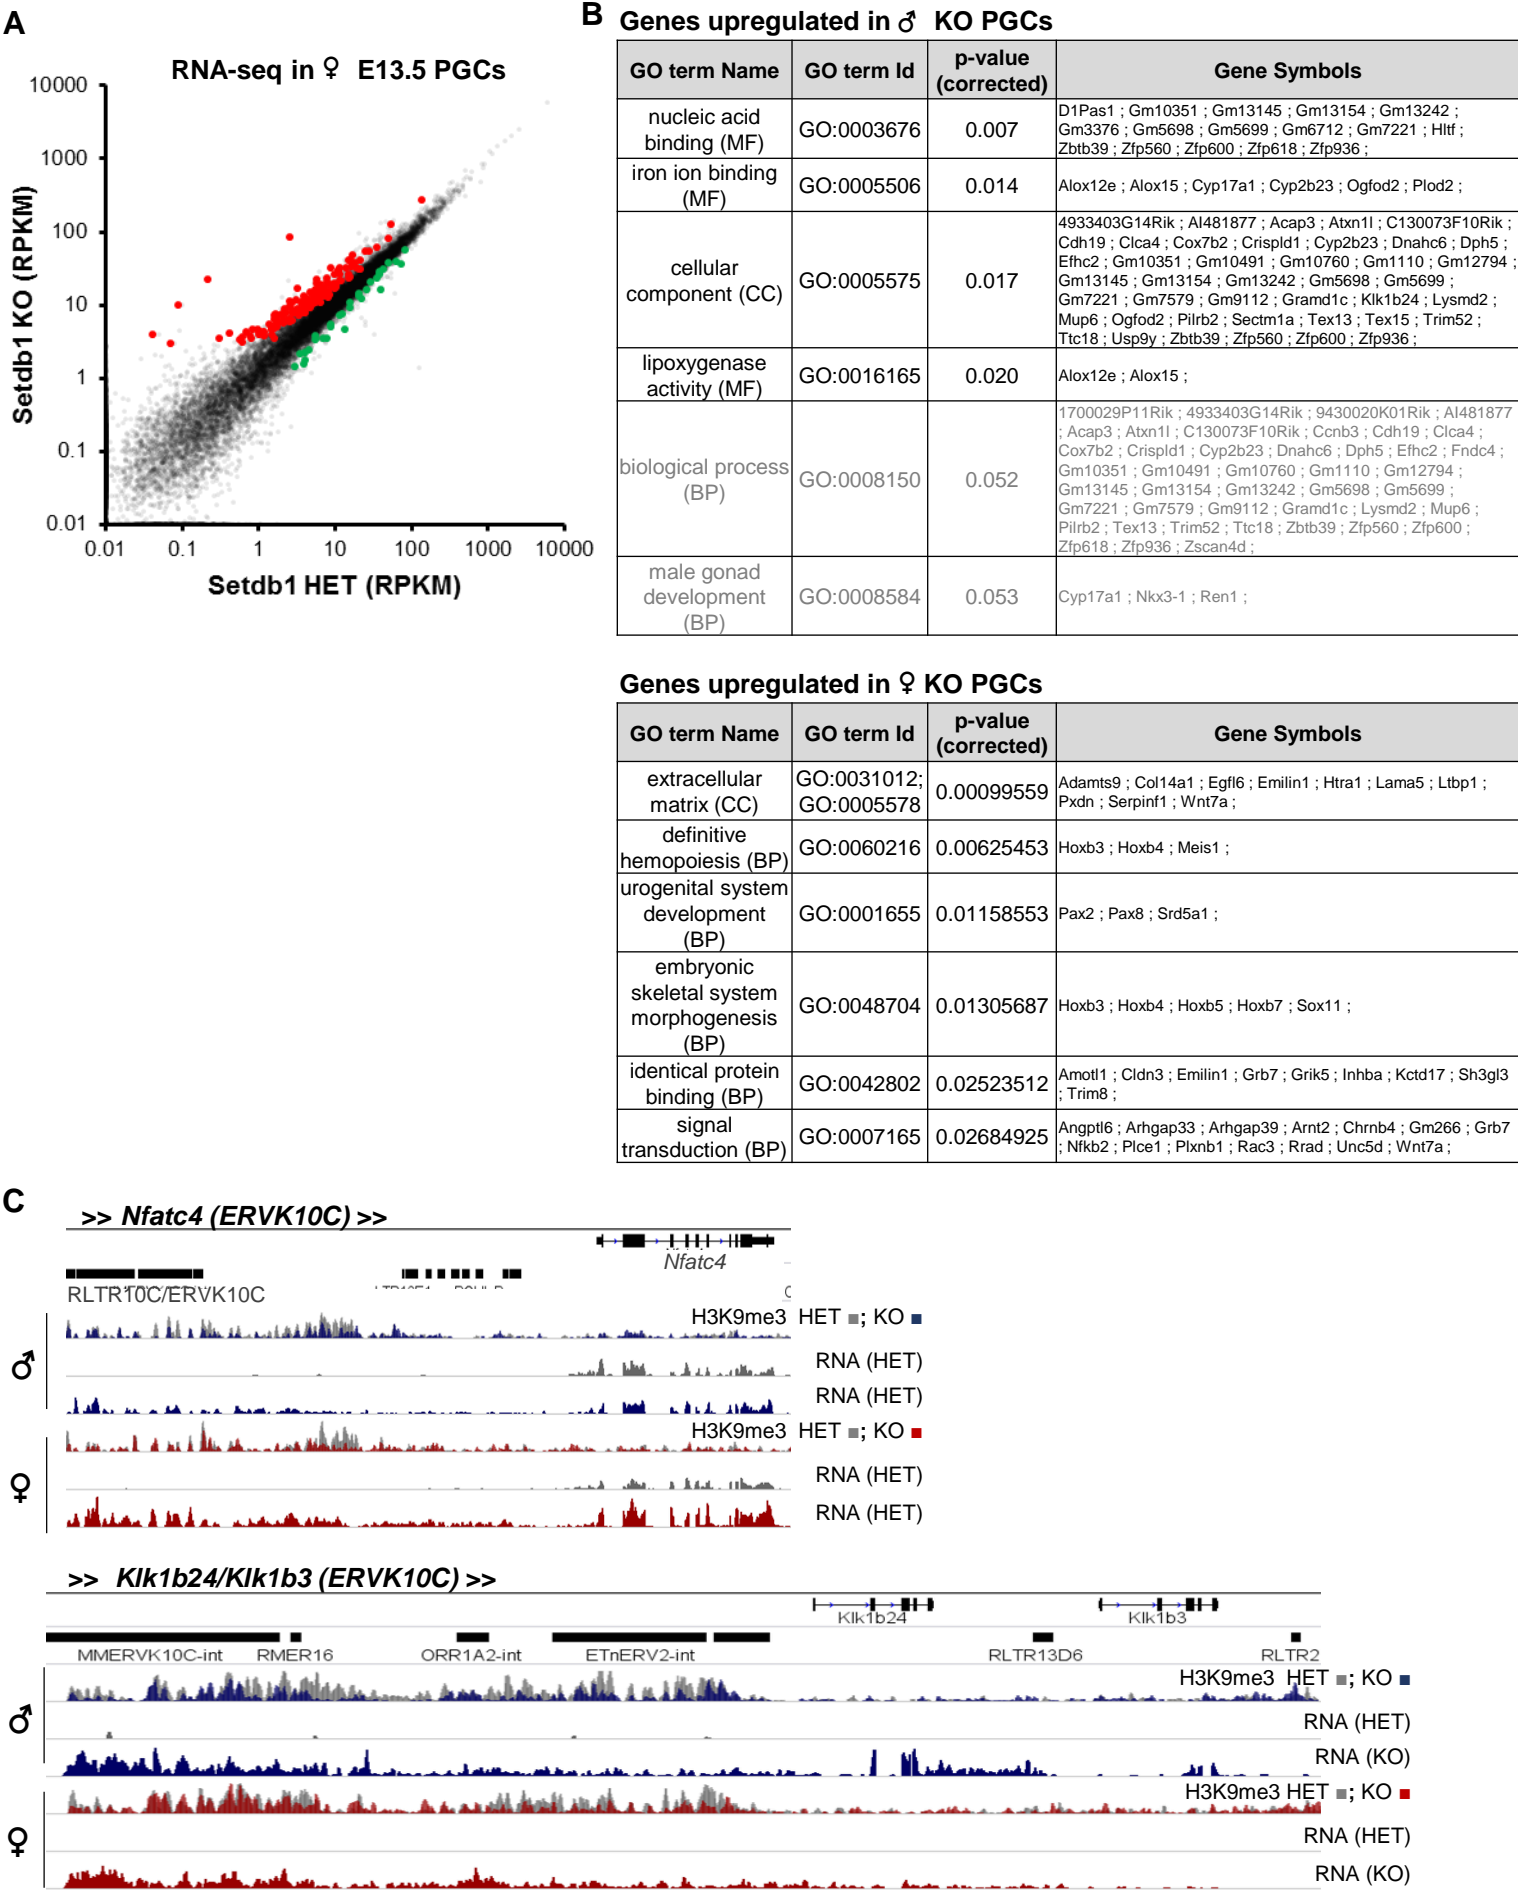 A
RNA-seq in ♀ E13.5 PGCs
10000
1000
100
10
1
0.1
0.01
Setdb1 KO (RPKM)
0.01 0.1 1 10 100 1000 10000
Setdb1 HET (RPKM)
B
Genes upregulated in ♂ KO PGCs
GO term Name GO term Id p-value (corrected) Gene Symbols
nucleic acid binding (MF) GO:0003676 0.007
D1Pas1 ; Gm10351 ; Gm13145 ; Gm13154 ; Gm13242 ;
Gm3376 ; Gm5698 ; Gm5699 ; Gm6712 ; Gm7221 ; Hltf ;
Zbtb39 ; Zfp560 ; Zfp600 ; Zfp618 ; Zfp936 ;
iron ion binding (MF) GO:0005506 0.014
Alox12e ; Alox15 ; Cyp17a1 ; Cyp2b23 ; Ogfod2 ; Plod2 ;
cellular component (CC) GO:0005575 0.017
4933403G14Rik ; AI481877 ; Acap3 ; Atxn1l ; C130073F10Rik ;
Cdh19 ; Clca4 ; Cox7b2 ; Crispld1 ; Cyp2b23 ; Dnahc6 ; Dph5 ;
Efhc2 ; Gm10351 ; Gm10491 ; Gm10760 ; Gm1110 ; Gm12794 ;
Gm13145 ; Gm13154 ; Gm13242 ; Gm5698 ; Gm5699 ;
Gm7221 ; Gm7579 ; Gm9112 ; Gramd1c ; Klk1b24 ; Lysmd2 ;
Mup6 ; Ogfod2 ; Pilrb2 ; Sectm1a ; Tex13 ; Tex15 ; Trim52 ;
Ttc18 ; Usp9y ; Zbtb39 ; Zfp560 ; Zfp600 ; Zfp936 ;
lipoxygenase activity (MF) GO:0016165 0.020
Alox12e ; Alox15 ;
biological process (BP) GO:0008150 0.052
1700029P11Rik ; 4933403G14Rik ; 9430020K01Rik ; AI481877
; Acap3 ; Atxn1l ; C130073F10Rik ; Ccnb3 ; Cdh19 ; Clca4 ;
Cox7b2 ; Crispld1 ; Cyp2b23 ; Dnahc6 ; Dph5 ; Efhc2 ; Fndc4 ;
Gm10351 ; Gm10491 ; Gm10760 ; Gm1110 ; Gm12794 ;
Gm13145 ; Gm13154 ; Gm13242 ; Gm5698 ; Gm5699 ;
Gm7221 ; Gm7579 ; Gm9112 ; Gramd1c ; Lysmd2 ; Mup6 ;
Pilrb2 ; Tex13 ; Trim52 ; Ttc18 ; Zbtb39 ; Zfp560 ; Zfp600 ;
Zfp618 ; Zfp936 ; Zscan4d ;
male gonad development (BP) GO:0008584 0.053
Cyp17a1 ; Nkx3-1 ; Ren1 ;
Genes upregulated in ♀ KO PGCs
GO term Name GO term Id p-value (corrected) Gene Symbols
extracellular matrix (CC) GO:0031012; GO:0005578 0.00099559
Adamts9 ; Col14a1 ; Egfl6 ; Emilin1 ; Htra1 ; Lama5 ; Ltbp1 ;
Pxdn ; Serpinf1 ; Wnt7a ;
definitive hemopoiesis (BP) GO:0060216 0.00625453
Hoxb3 ; Hoxb4 ; Meis1 ;
urogenital system development (BP) GO:0001655 0.01158553
Pax2 ; Pax8 ; Srd5a1 ;
embryonic skeletal system morphogenesis (BP) GO:0048704 0.01305687
Hoxb3 ; Hoxb4 ; Hoxb5 ; Hoxb7 ; Sox11 ;
identical protein binding (BP) GO:0042802 0.02523512
Amotl1 ; Cldn3 ; Emilin1 ; Grb7 ; Grik5 ; Inhba ; Kctd17 ; Sh3gl3
; Trim8 ;
signal transduction (BP) GO:0007165 0.02684925
Angptl6 ; Arhgap33 ; Arhgap39 ; Arnt2 ; Chrnb4 ; Gm266 ; Grb7
; Nfkb2 ; Plce1 ; Plxnb1 ; Rac3 ; Rrad ; Unc5d ; Wnt7a ;
C
>> Nfatc4 (ERVK10C) >>
Nfatc4
RLTR10C/ERVK10C
♂
H3K9me3 HET ■; KO ■
RNA (HET)
RNA (HET)
♀
H3K9me3 HET ■; KO ■
RNA (HET)
RNA (HET)
>> Klk1b24/Klk1b3 (ERVK10C) >>
Klk1b24 Klk1b3
MMERVK10C-int RMER16 ORR1A2-int ETnERV2-int RLTR13D6 RLTR2
♂
H3K9me3 HET ■; KO ■
RNA (HET)
RNA (KO)
♀
H3K9me3 HET ■; KO ■
RNA (HET)
RNA (KO)